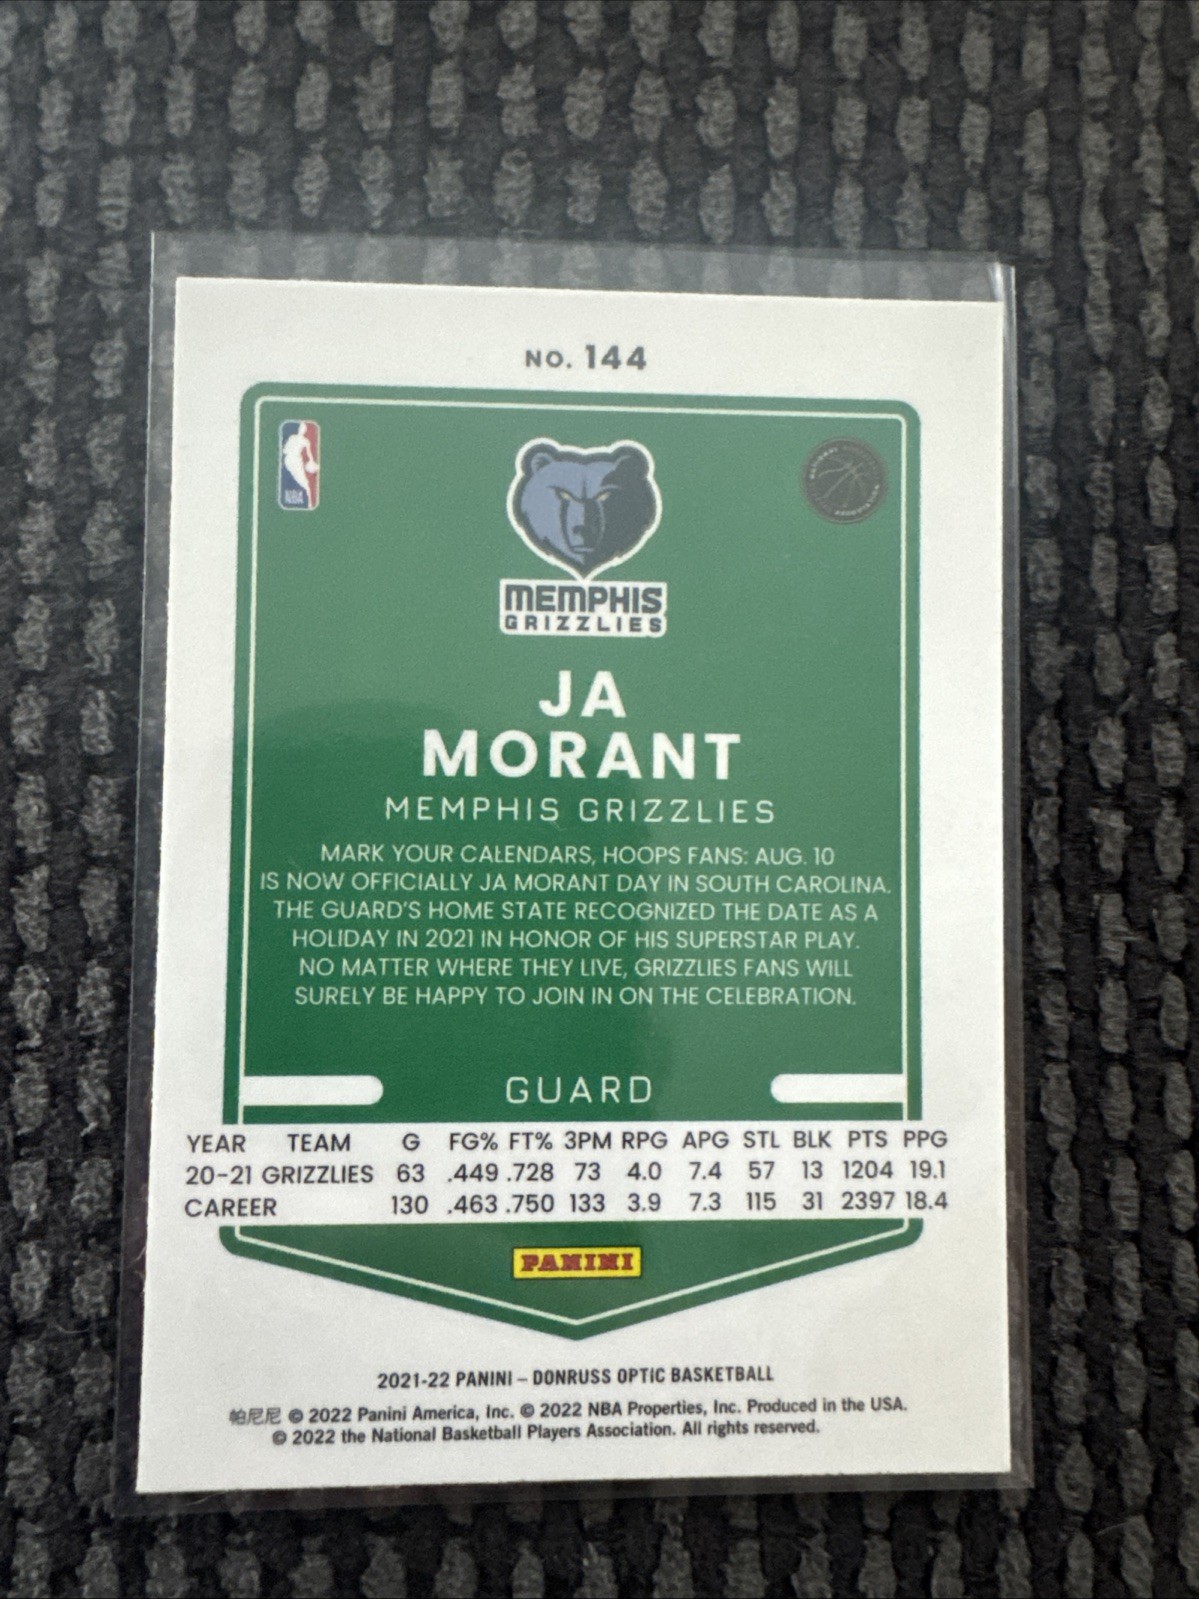 NO. 144
NBA
MEMPHIS
GRIZZLIES
JA
MORANT
MEMPHIS GRIZZLIES
MARK YOUR CALENDARS, HOOPS FANS: AUG. 10
IS NOW OFFICIALLY JA MORANT DAY IN SOUTH CAROLINA.
THE GUARD'S HOME STATE RECOGNIZED THE DATE AS A
HOLIDAY IN 2021 IN HONOR OF HIS SUPERSTAR PLAY.
NO MATTER WHERE THEY LIVE, GRIZZLIES FANS WILL
SURELY BE HAPPY TO JOIN IN ON THE CELEBRATION.
GUARD
YEAR TEAM G FG% FT% 3PM RPG APG STL BLK PTS PPG
20-21 GRIZZLIES 63 .449 .728 73 4.0 7.4 57 13 1204 19.1
CAREER 130 .463 .750 133 3.9 7.3 115 31 2397 18.4
PANINI
2021-22 PANINI – DONRUSS OPTIC BASKETBALL
帕尼尼 © 2022 Panini America, Inc. © 2022 NBA Properties, Inc. Produced in the USA.
© 2022 the National Basketball Players Association. All rights reserved.